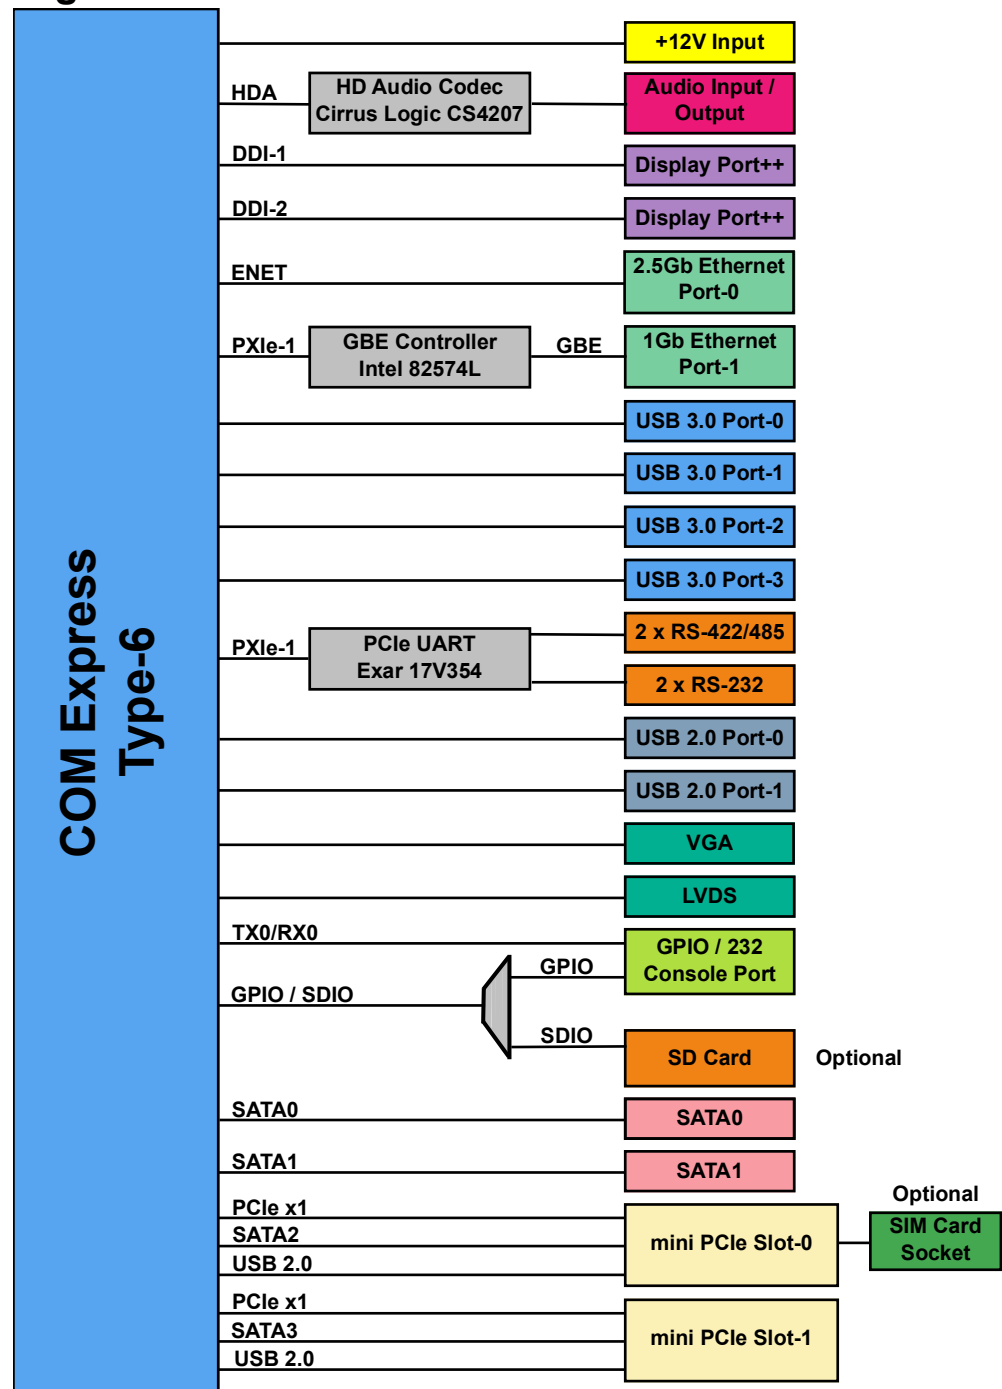 COM Express
Type-6
+12V Input
HDA
HD Audio Codec
Cirrus Logic CS4207
Audio Input /
Output
DDI-1
Display Port++
DDI-2
Display Port++
ENET
2.5Gb Ethernet
Port-0
PXIe-1
GBE Controller
Intel 82574L
GBE
1Gb Ethernet
Port-1
USB 3.0 Port-0
USB 3.0 Port-1
USB 3.0 Port-2
USB 3.0 Port-3
PXIe-1
PCIe UART
Exar 17V354
2 x RS-422/485
2 x RS-232
USB 2.0 Port-0
USB 2.0 Port-1
VGA
LVDS
TX0/RX0
GPIO / 232
Console Port
GPIO
GPIO / SDIO
SDIO
SD Card
Optional
SATA0
SATA0
SATA1
SATA1
PCIe x1
SATA2
USB 2.0
mini PCIe Slot-0
Optional
SIM Card
Socket
PCIe x1
SATA3
USB 2.0
mini PCIe Slot-1